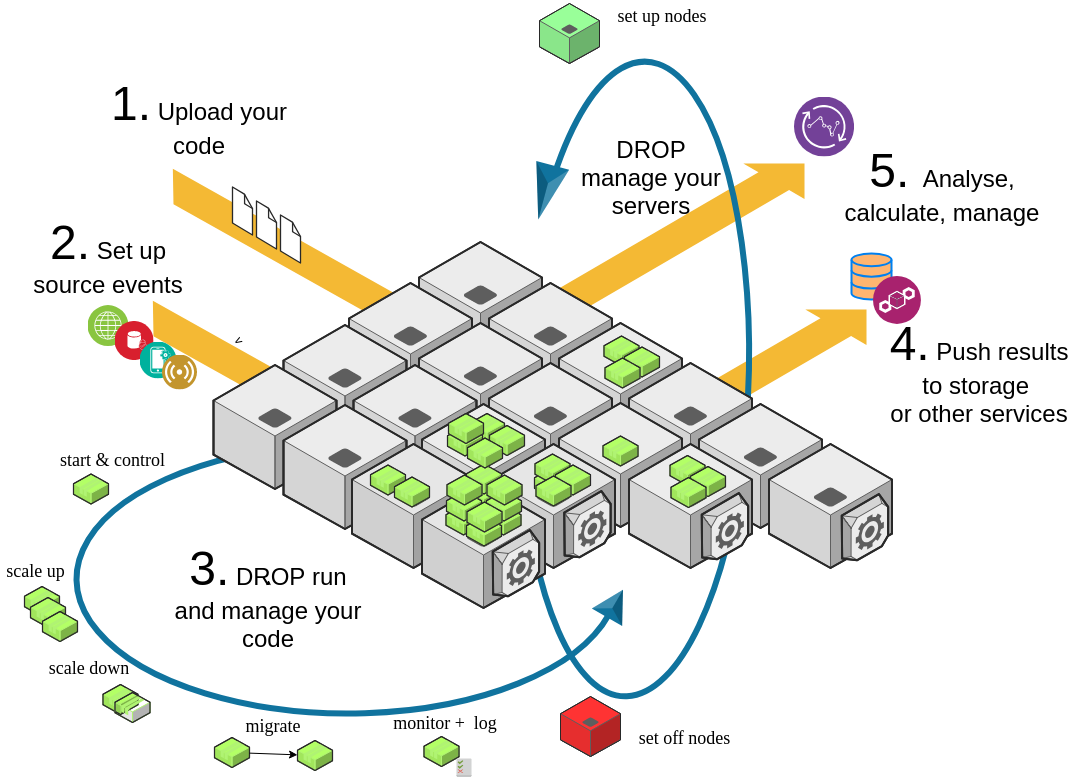 set up nodes
1. Upload your
code
DROP
manage your
servers
5. Analyse,
calculate, manage
2. Set up
source events
4. Push results
to storage
or other services
start & control
3. DROP run
and manage your
code
scale up
scale down
migrate
monitor + log
set off nodes